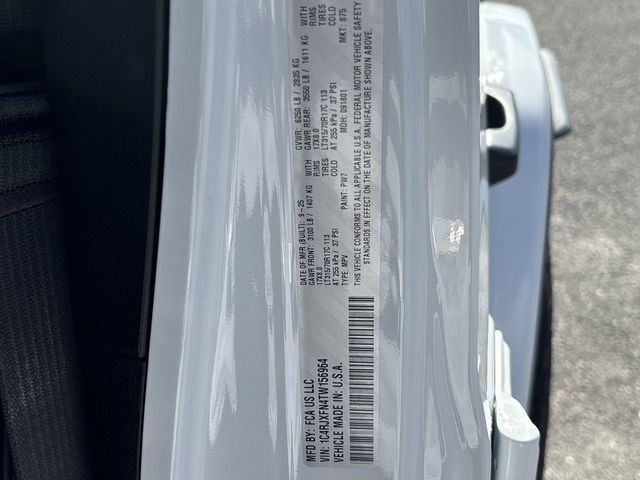 MFD BY: FCA US LLC
DATE OF MFR (BUILT): 9-25
GVWR: 6250 LB / 2835 KG
GAWR FRONT: 3100 LB / 1407 KG WITH
GAWR REAR: 3550 LB / 1611 KG WITH
17X8.0 RIMS
17X8.0 RIMS
LT315/70R17C 113 TIRES
LT315/70R17C 113 TIRES
AT 255 kPa / 37 PSI COLD
AT 255 kPa / 37 PSI COLD
VIN: 1C4RJXFN4TW156964
TYPE: MPV
PAINT: PW7
MDH: 091801
MKT: B75
VEHICLE MADE IN: U.S.A.
THIS VEHICLE CONFORMS TO ALL APPLICABLE U.S.A. FEDERAL MOTOR VEHICLE SAFETY
STANDARDS IN EFFECT ON THE DATE OF MANUFACTURE SHOWN ABOVE.